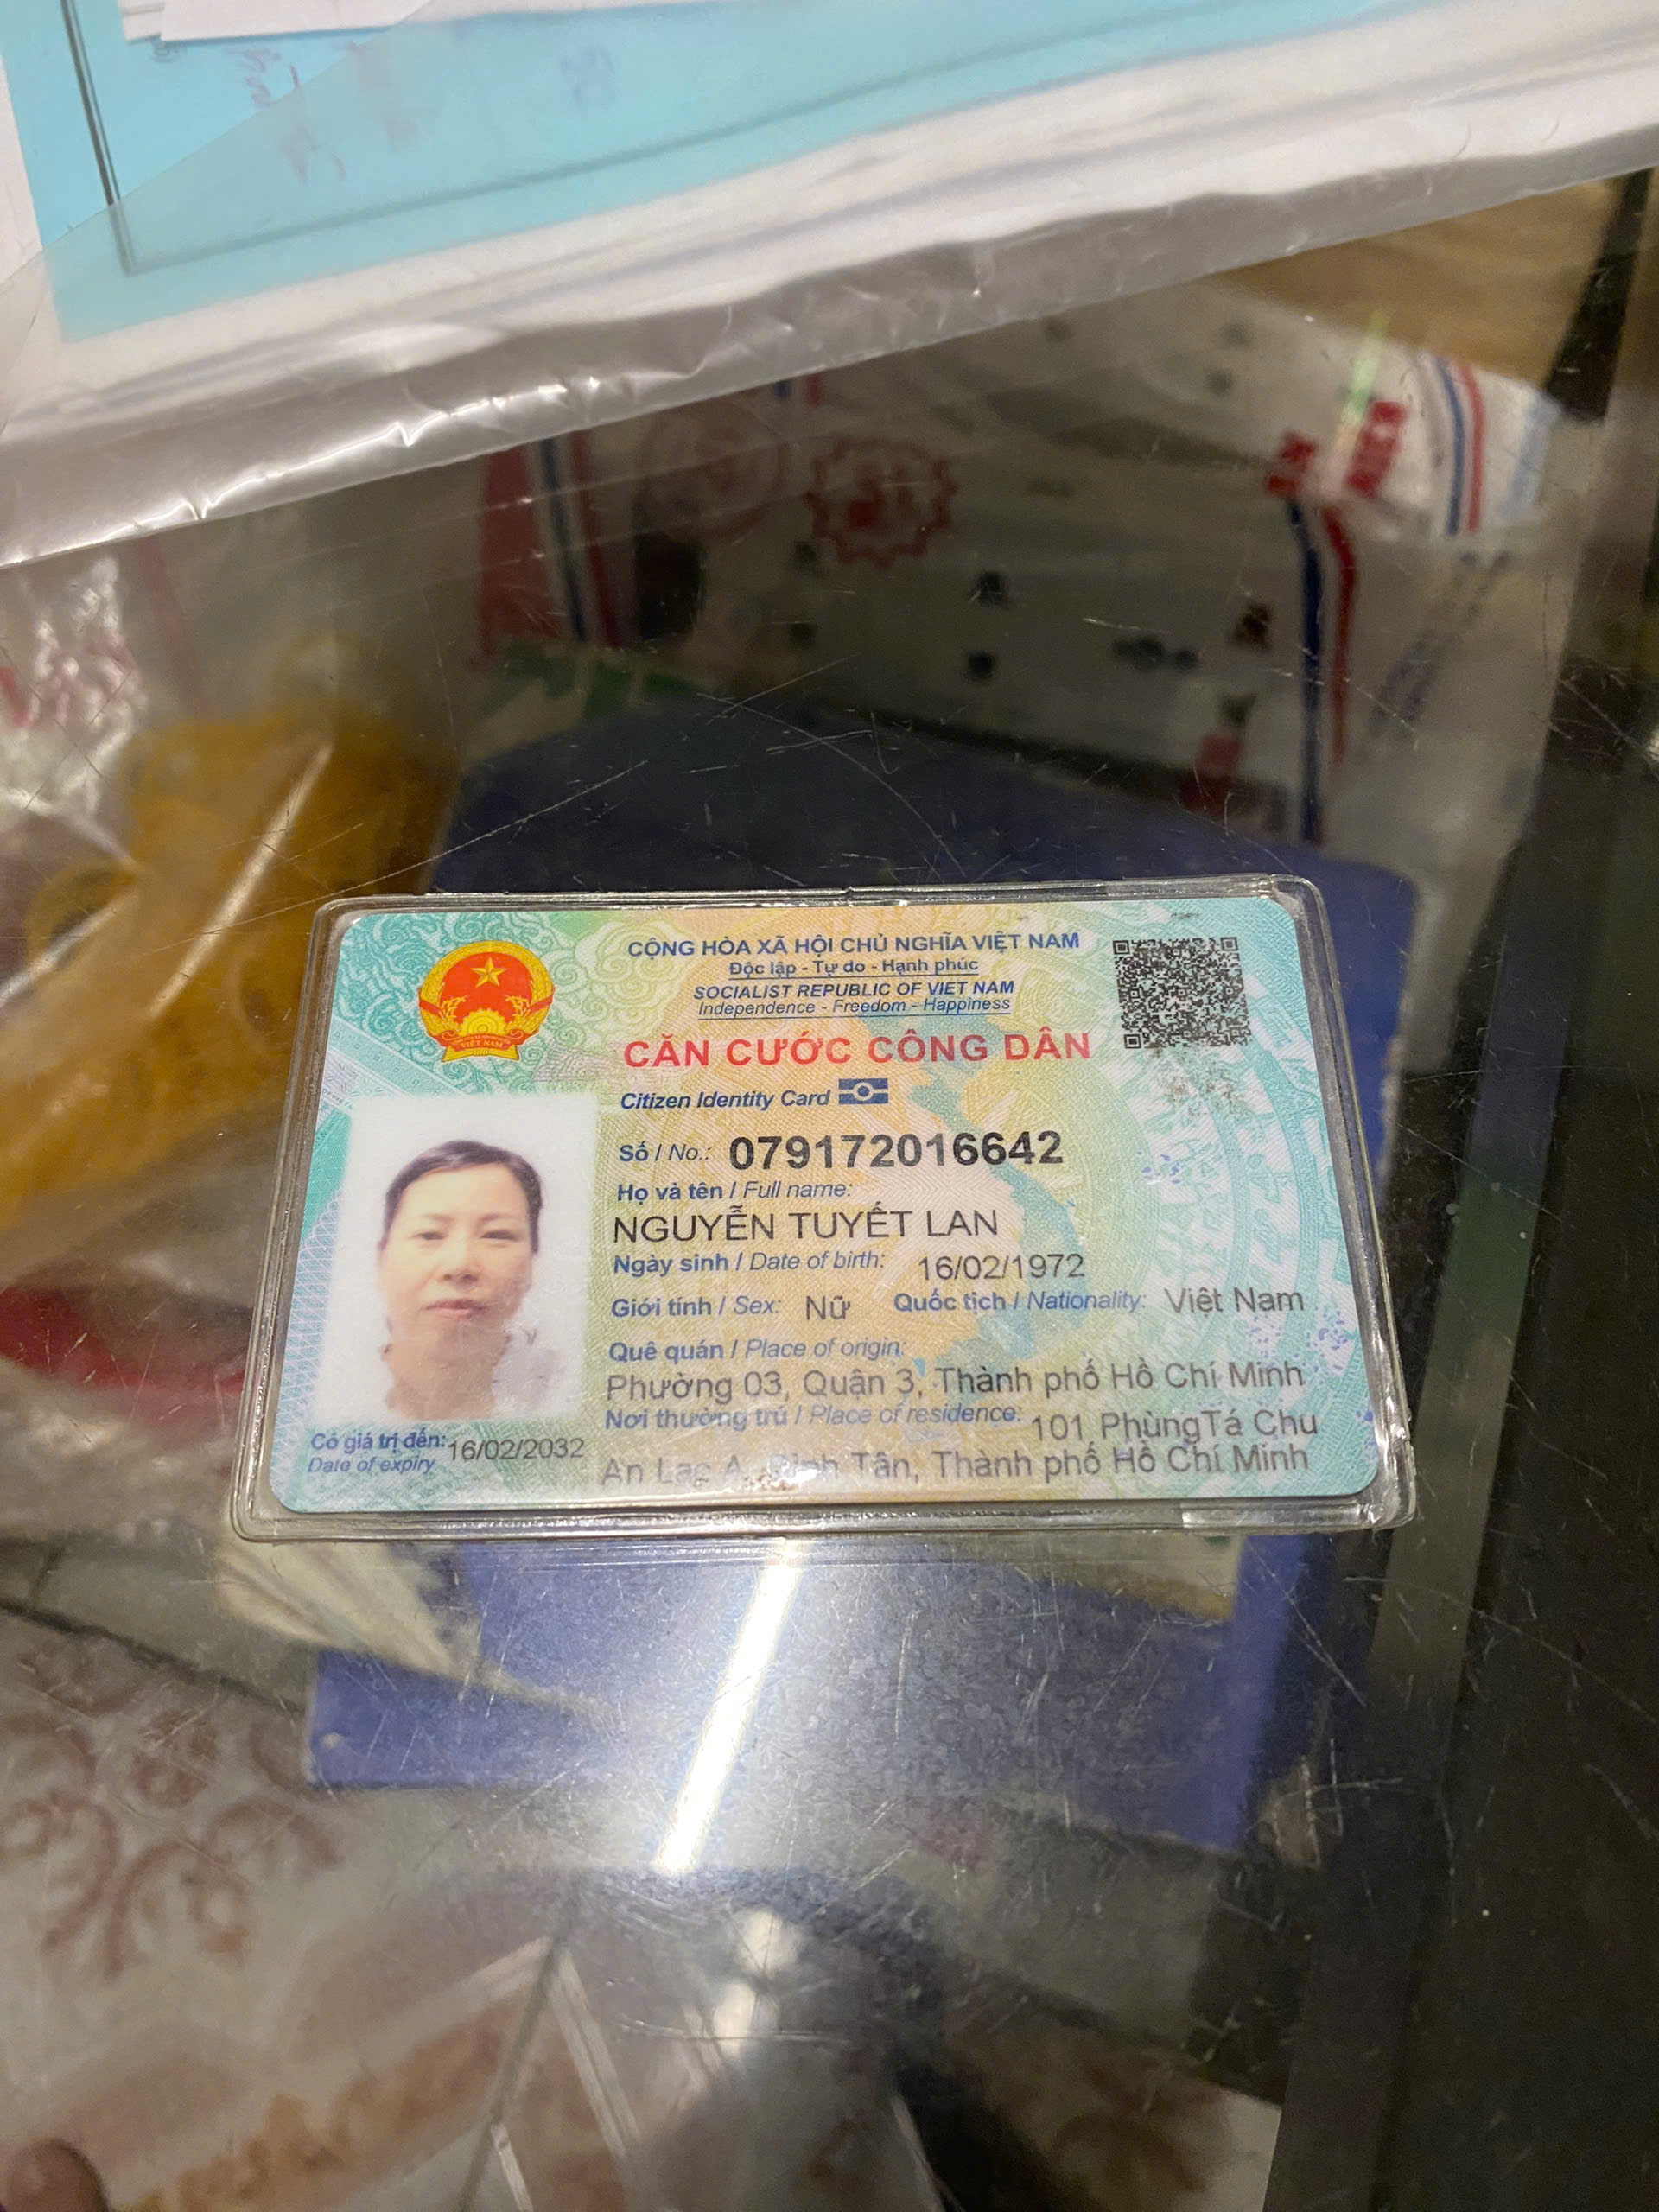 CỘNG HÒA XÃ HỘI CHỦ NGHĨA VIỆT NAM
Độc lập - Tự do - Hạnh phúc
SOCIALIST REPUBLIC OF VIET NAM
Independence - Freedom - Happiness
CĂN CƯỚC CÔNG DÂN
Citizen Identity Card
VIỆT NAM
Số / No.: 079172016642
Họ và tên / Full name:
NGUYỄN TUYẾT LAN
Ngày sinh / Date of birth: 16/02/1972
Giới tính / Sex: Nữ Quốc tịch / Nationality: Việt Nam
Quê quán / Place of origin:
Phường 03, Quận 3, Thành phố Hồ Chí Minh
Nơi thường trú / Place of residence: 101 Phùng Tá Chu
An Lạc A, Bình Tân, Thành phố Hồ Chí Minh
Có giá trị đến: 16/02/2032
Date of expiry